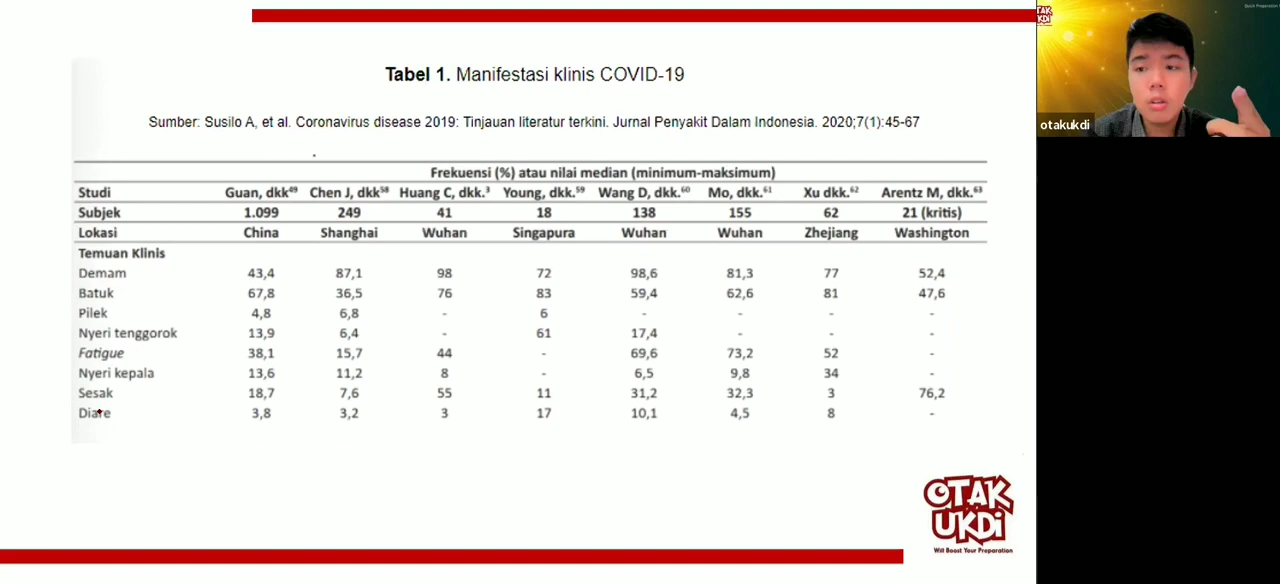 Tabel 1. Manifestasi klinis COVID-19
Sumber: Susilo A, et al. Coronavirus disease 2019: Tinjauan literatur terkini. Jurnal Penyakit Dalam Indonesia. 2020;7(1):45-67
Frekuensi (%) atau nilai median (minimum-maksimum)
Studi Guan, dkk⁴⁹ Chen J, dkk⁵⁸ Huang C, dkk.³ Young, dkk.⁵⁹ Wang D, dkk.⁶⁰ Mo, dkk.⁶¹ Xu dkk.⁶² Arentz M, dkk.⁶³
Subjek 1.099 249 41 18 138 155 62 21 (kritis)
Lokasi China Shanghai Wuhan Singapura Wuhan Wuhan Zhejiang Washington
Temuan Klinis
Demam 43,4 87,1 98 72 98,6 81,3 77 52,4
Batuk 67,8 36,5 76 83 59,4 62,6 81 47,6
Pilek 4,8 6,8 - 6 - - - -
Nyeri tenggorok 13,9 6,4 - 61 17,4 - - -
Fatigue 38,1 15,7 44 - 69,6 73,2 52 -
Nyeri kepala 13,6 11,2 8 - 6,5 9,8 34 -
Sesak 18,7 7,6 55 11 31,2 32,3 3 76,2
Diare 3,8 3,2 3 17 10,1 4,5 8 -
OTAK
UKDI
Will Boost Your Preparation
OTAK
UKDI
otakukdi